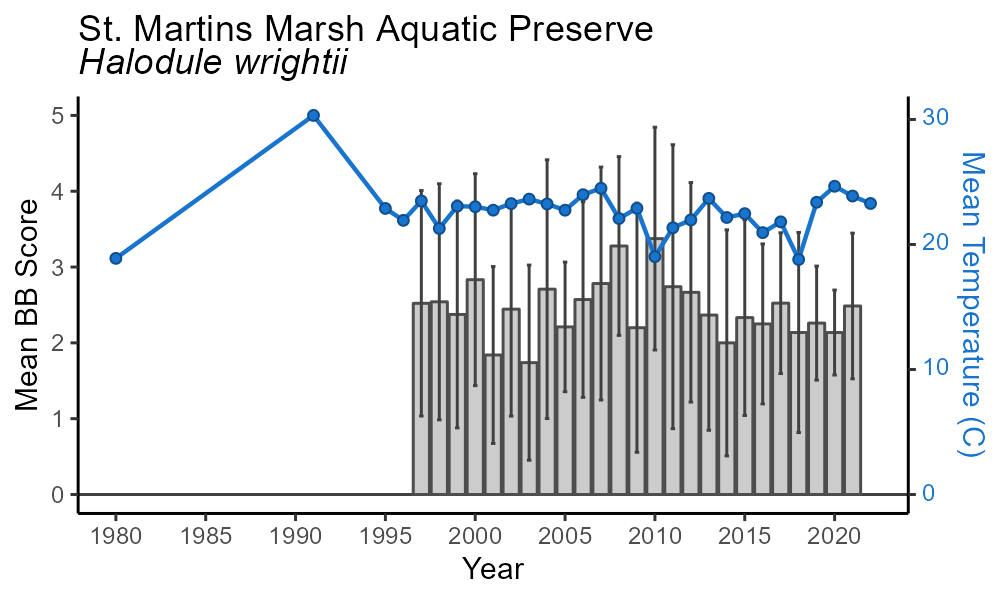 St. Martins Marsh Aquatic Preserve
Halodule wrightii
Mean BB Score
5
4
3
2
1
0
30
20
10
0
Mean Temperature (C)
1980 1985 1990 1995 2000 2005 2010 2015 2020
Year